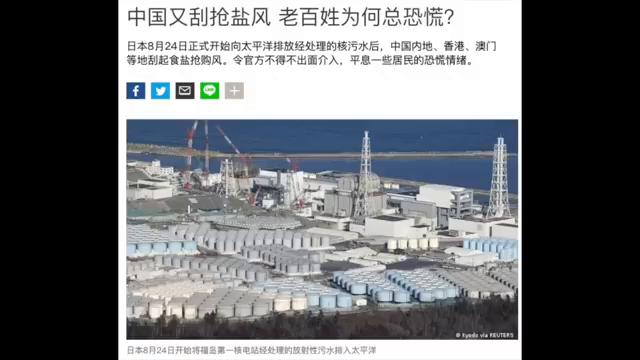 中国又刮抢盐风 老百姓为何总恐慌?
日本8月24日正式开始向太平洋排放经处理的核污水后，中国内地、香港、澳门
等地刮起食盐抢购风。令官方不得不出面介入，平息一些居民的恐慌情绪。
© kyodo via REUTERS
日本8月24日开始将福岛第一核电站经处理的放射性污水排入太平洋